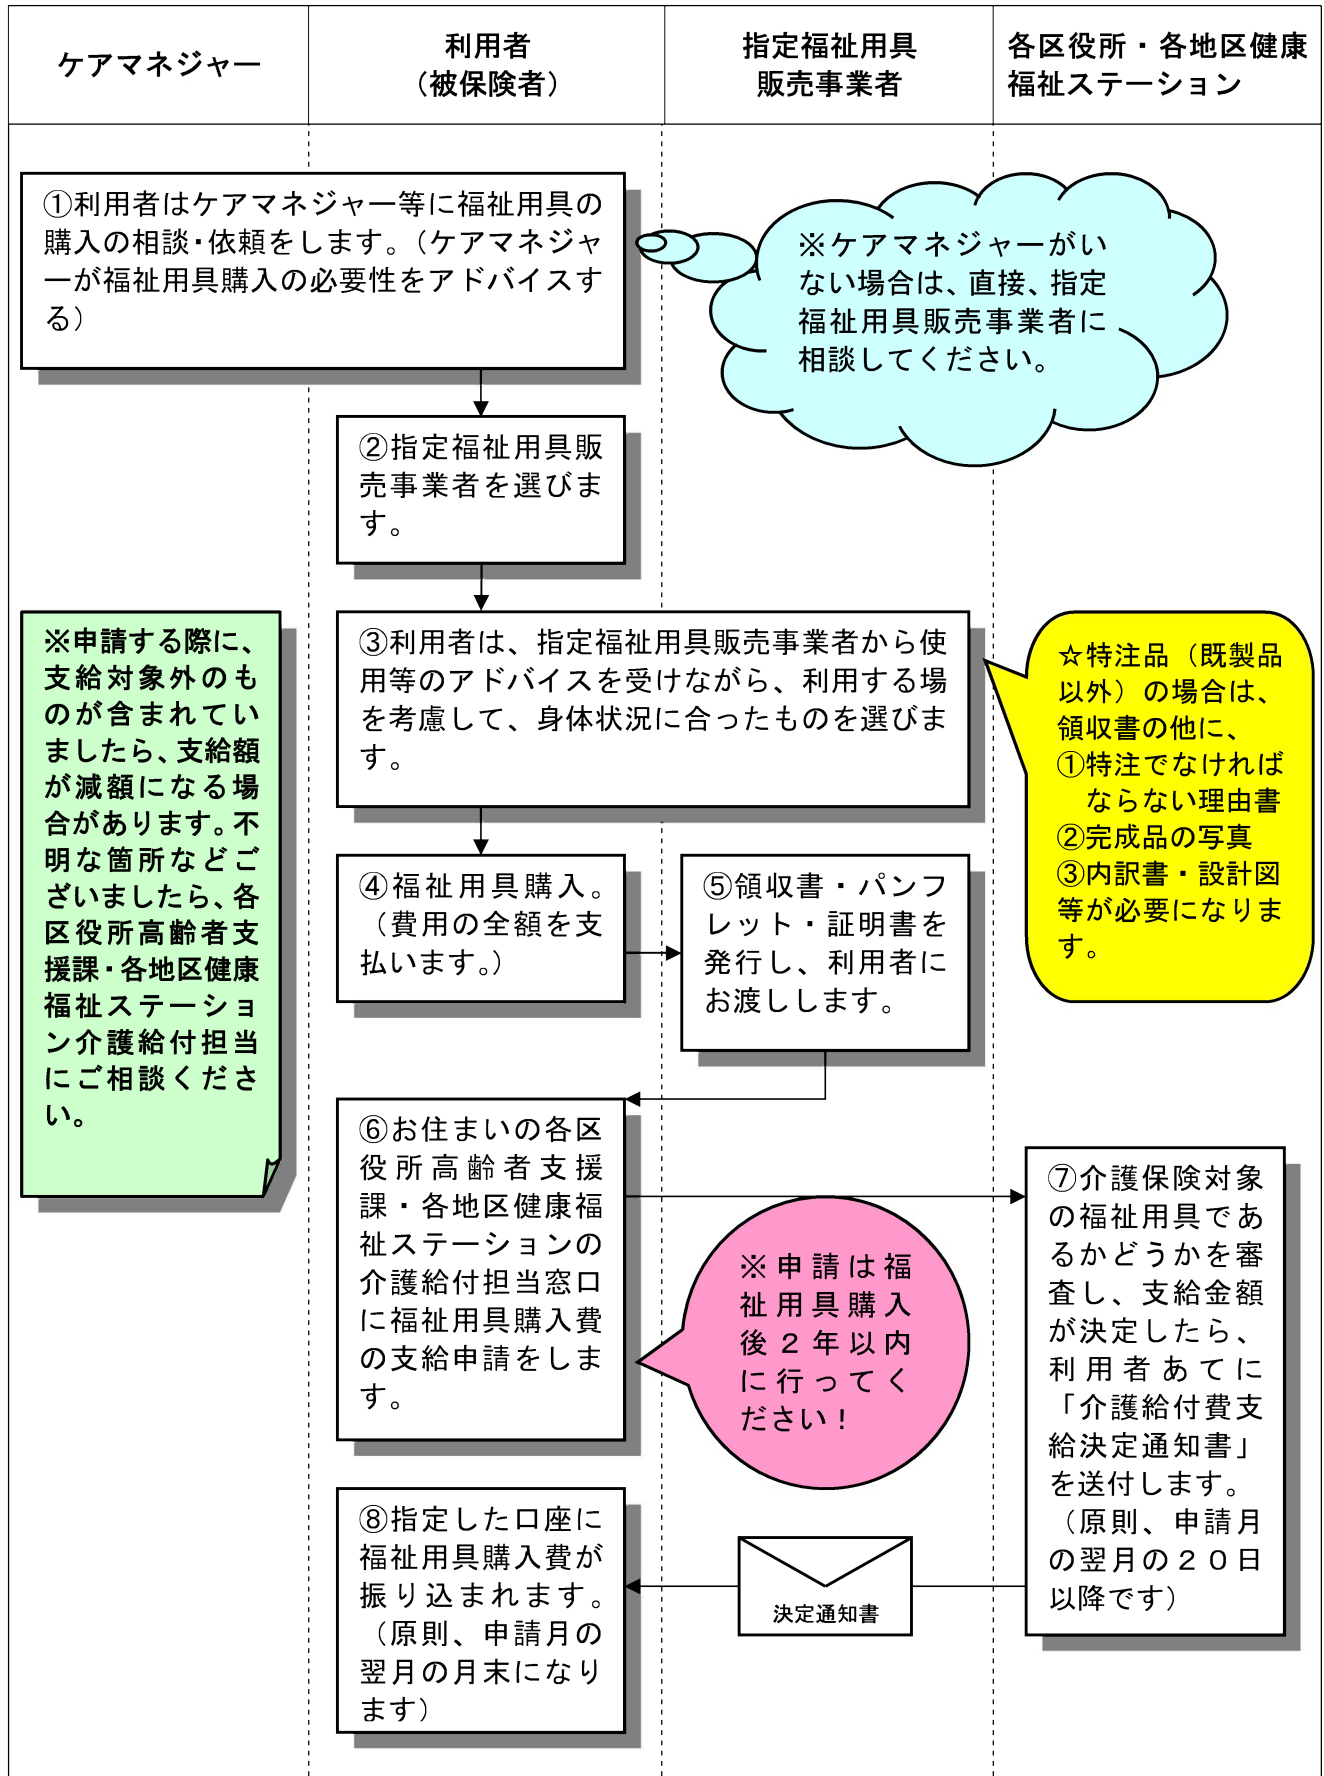 ケアマネジャー
利用者
（被保険者）
指定福祉用具
販売事業者
各区役所・各地区健康
福祉ステーション
①利用者はケアマネジャー等に福祉用具の
購入の相談・依頼をします。（ケアマネジャ
ーが福祉用具購入の必要性をアドバイスす
る）
※ケアマネジャーがい
ない場合は、直接、指定
福祉用具販売事業者に
相談してください。
②指定福祉用具販
売事業者を選びま
す。
※申請する際に、
支給対象外のも
のが含まれてい
ましたら、支給額
が減額になる場
合があります。不
明な箇所などご
ざいましたら、各
区役所高齢者支
援課・各地区健康
福祉ステーショ
ン介護給付担当
にご相談くださ
い。
③利用者は、指定福祉用具販売事業者から使
用等のアドバイスを受けながら、利用する場
を考慮して、身体状況に合ったものを選びま
す。
☆特注品（既製品
以外）の場合は、
領収書の他に、
①特注でなければ
ならない理由書
②完成品の写真
③内訳書・設計図
等が必要になりま
す。
④福祉用具購入。
（費用の全額を支
払います。）
⑤領収書・パンフ
レット・証明書を
発行し、利用者に
お渡しします。
⑥お住まいの各区
役所高齢者支援
課・各地区健康福
祉ステーションの
介護給付担当窓口
に福祉用具購入費
の支給申請をしま
す。
※申請は福
祉用具購入
後２年以内
に行ってく
ださい！
⑦介護保険対象
の福祉用具であ
るかどうかを審
査し、支給金額
が決定したら、
利用者あてに
「介護給付費支
給決定通知書」
を送付します。
（原則、申請月
の翌月の２０日
以降です）
⑧指定した口座に
福祉用具購入費が
振り込まれます。
（原則、申請月の
翌月の月末になり
ます）
決定通知書